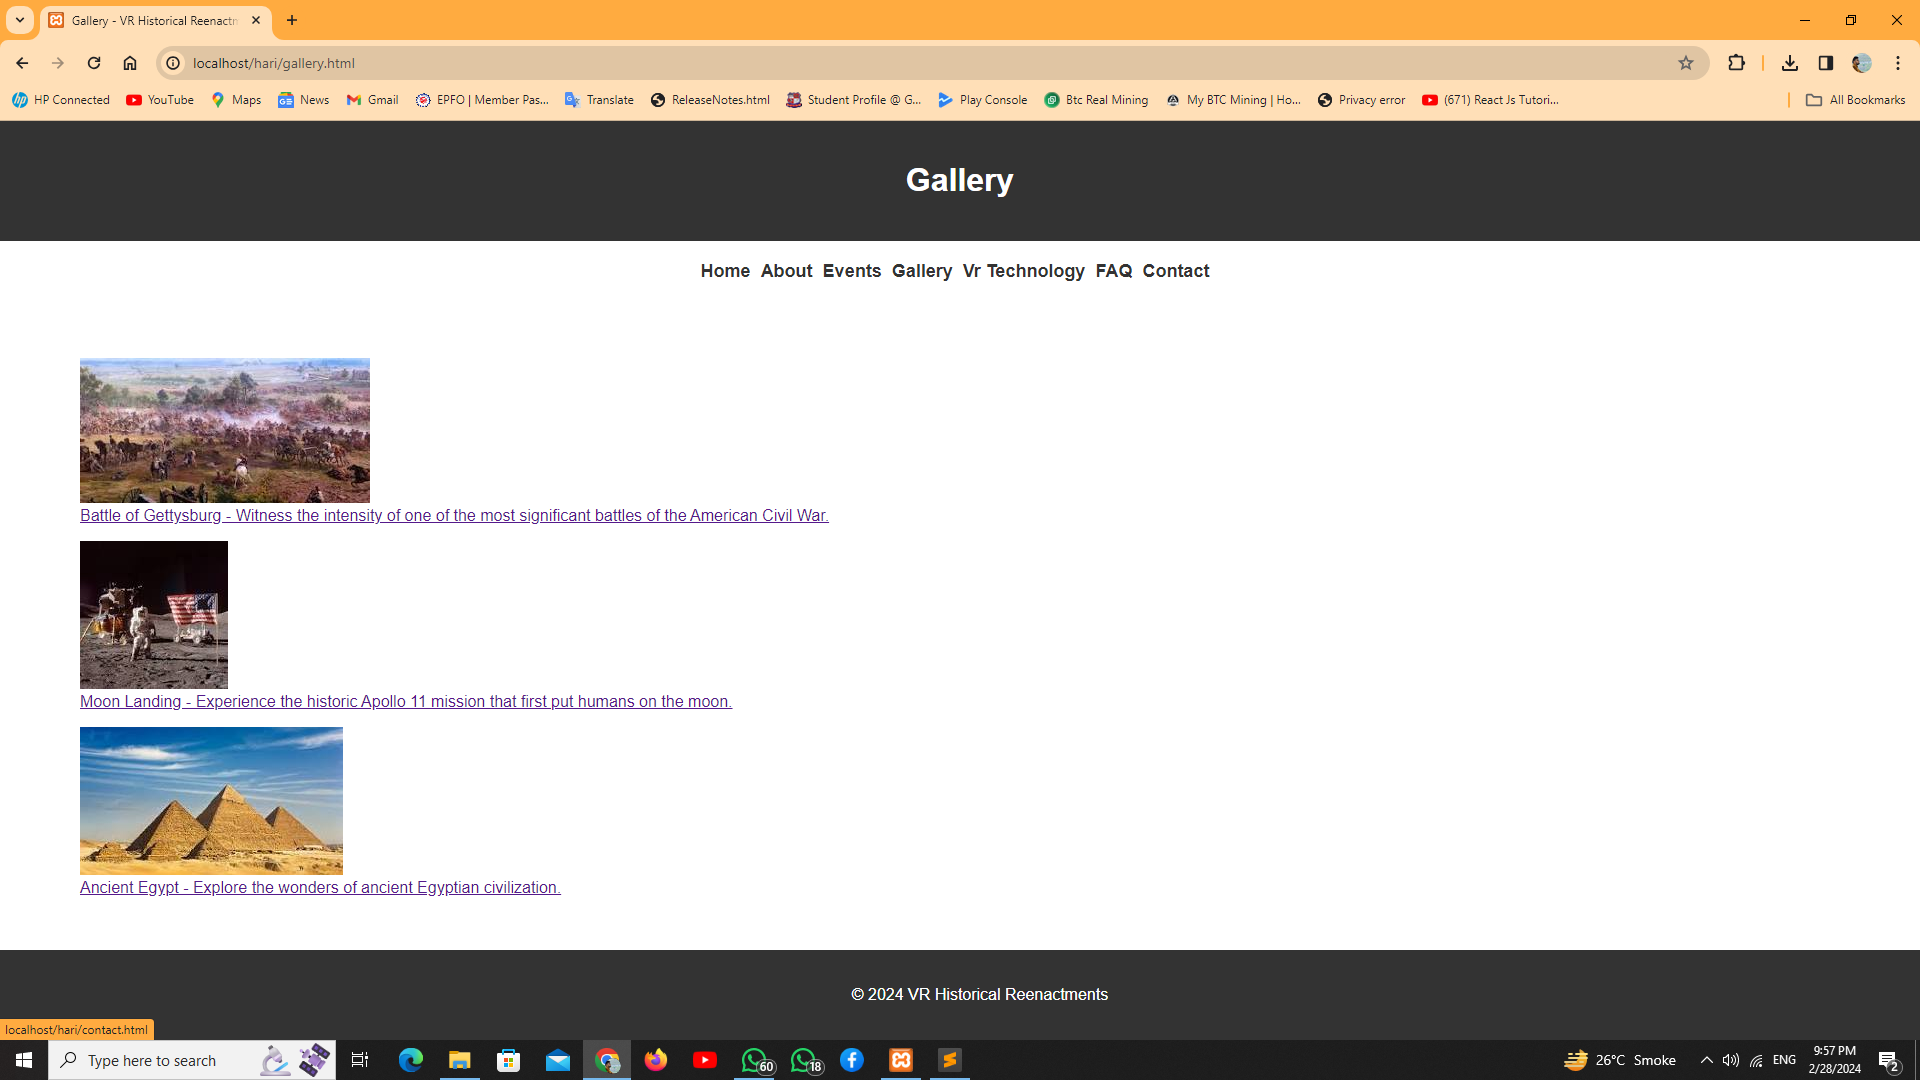 Gallery - VR Historical Reenactm
localhost/hari/gallery.html
HP Connected YouTube Maps News Gmail EPFO | Member Pas... Translate ReleaseNotes.html Student Profile @ G... Play Console Btc Real Mining My BTC Mining | Ho... Privacy error (671) React Js Tutori... All Bookmarks
Gallery
Home About Events Gallery Vr Technology FAQ Contact
Battle of Gettysburg - Witness the intensity of one of the most significant battles of the American Civil War.
Moon Landing - Experience the historic Apollo 11 mission that first put humans on the moon.
Ancient Egypt - Explore the wonders of ancient Egyptian civilization.
© 2024 VR Historical Reenactments
localhost/hari/contact.html
Type here to search 60 18 26°C Smoke ENG 9:57 PM
2/28/2024 2